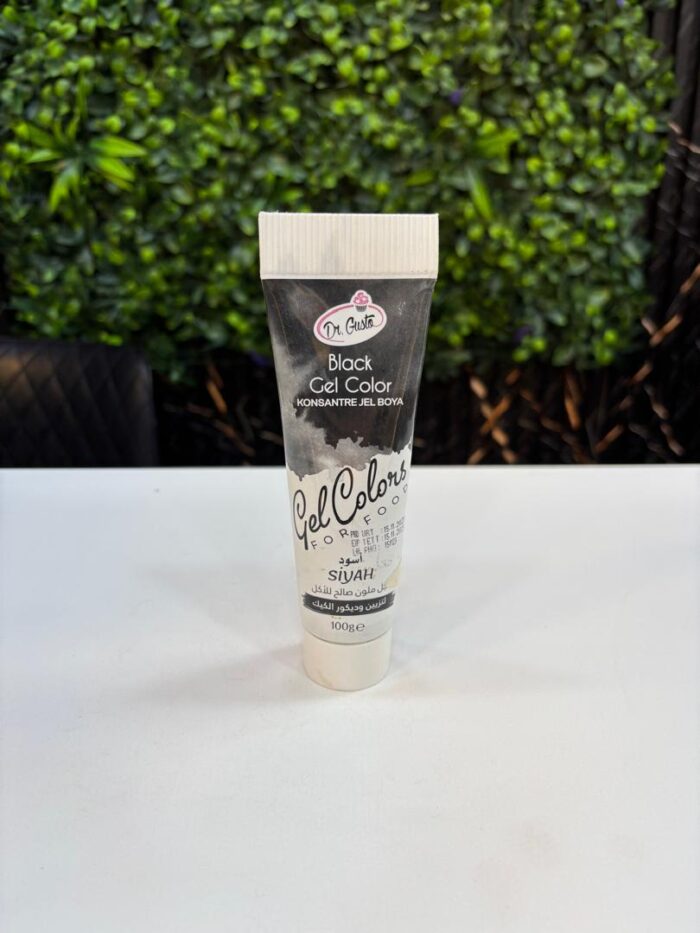 Dr. Gusto
Black
Gel Color
KONSANTRE JEL BOYA
Gel Colors
FOR FOOD
أسود
SİYAH
ملون صالح للأكل
لتزيين وديكور الكيك
100g℮